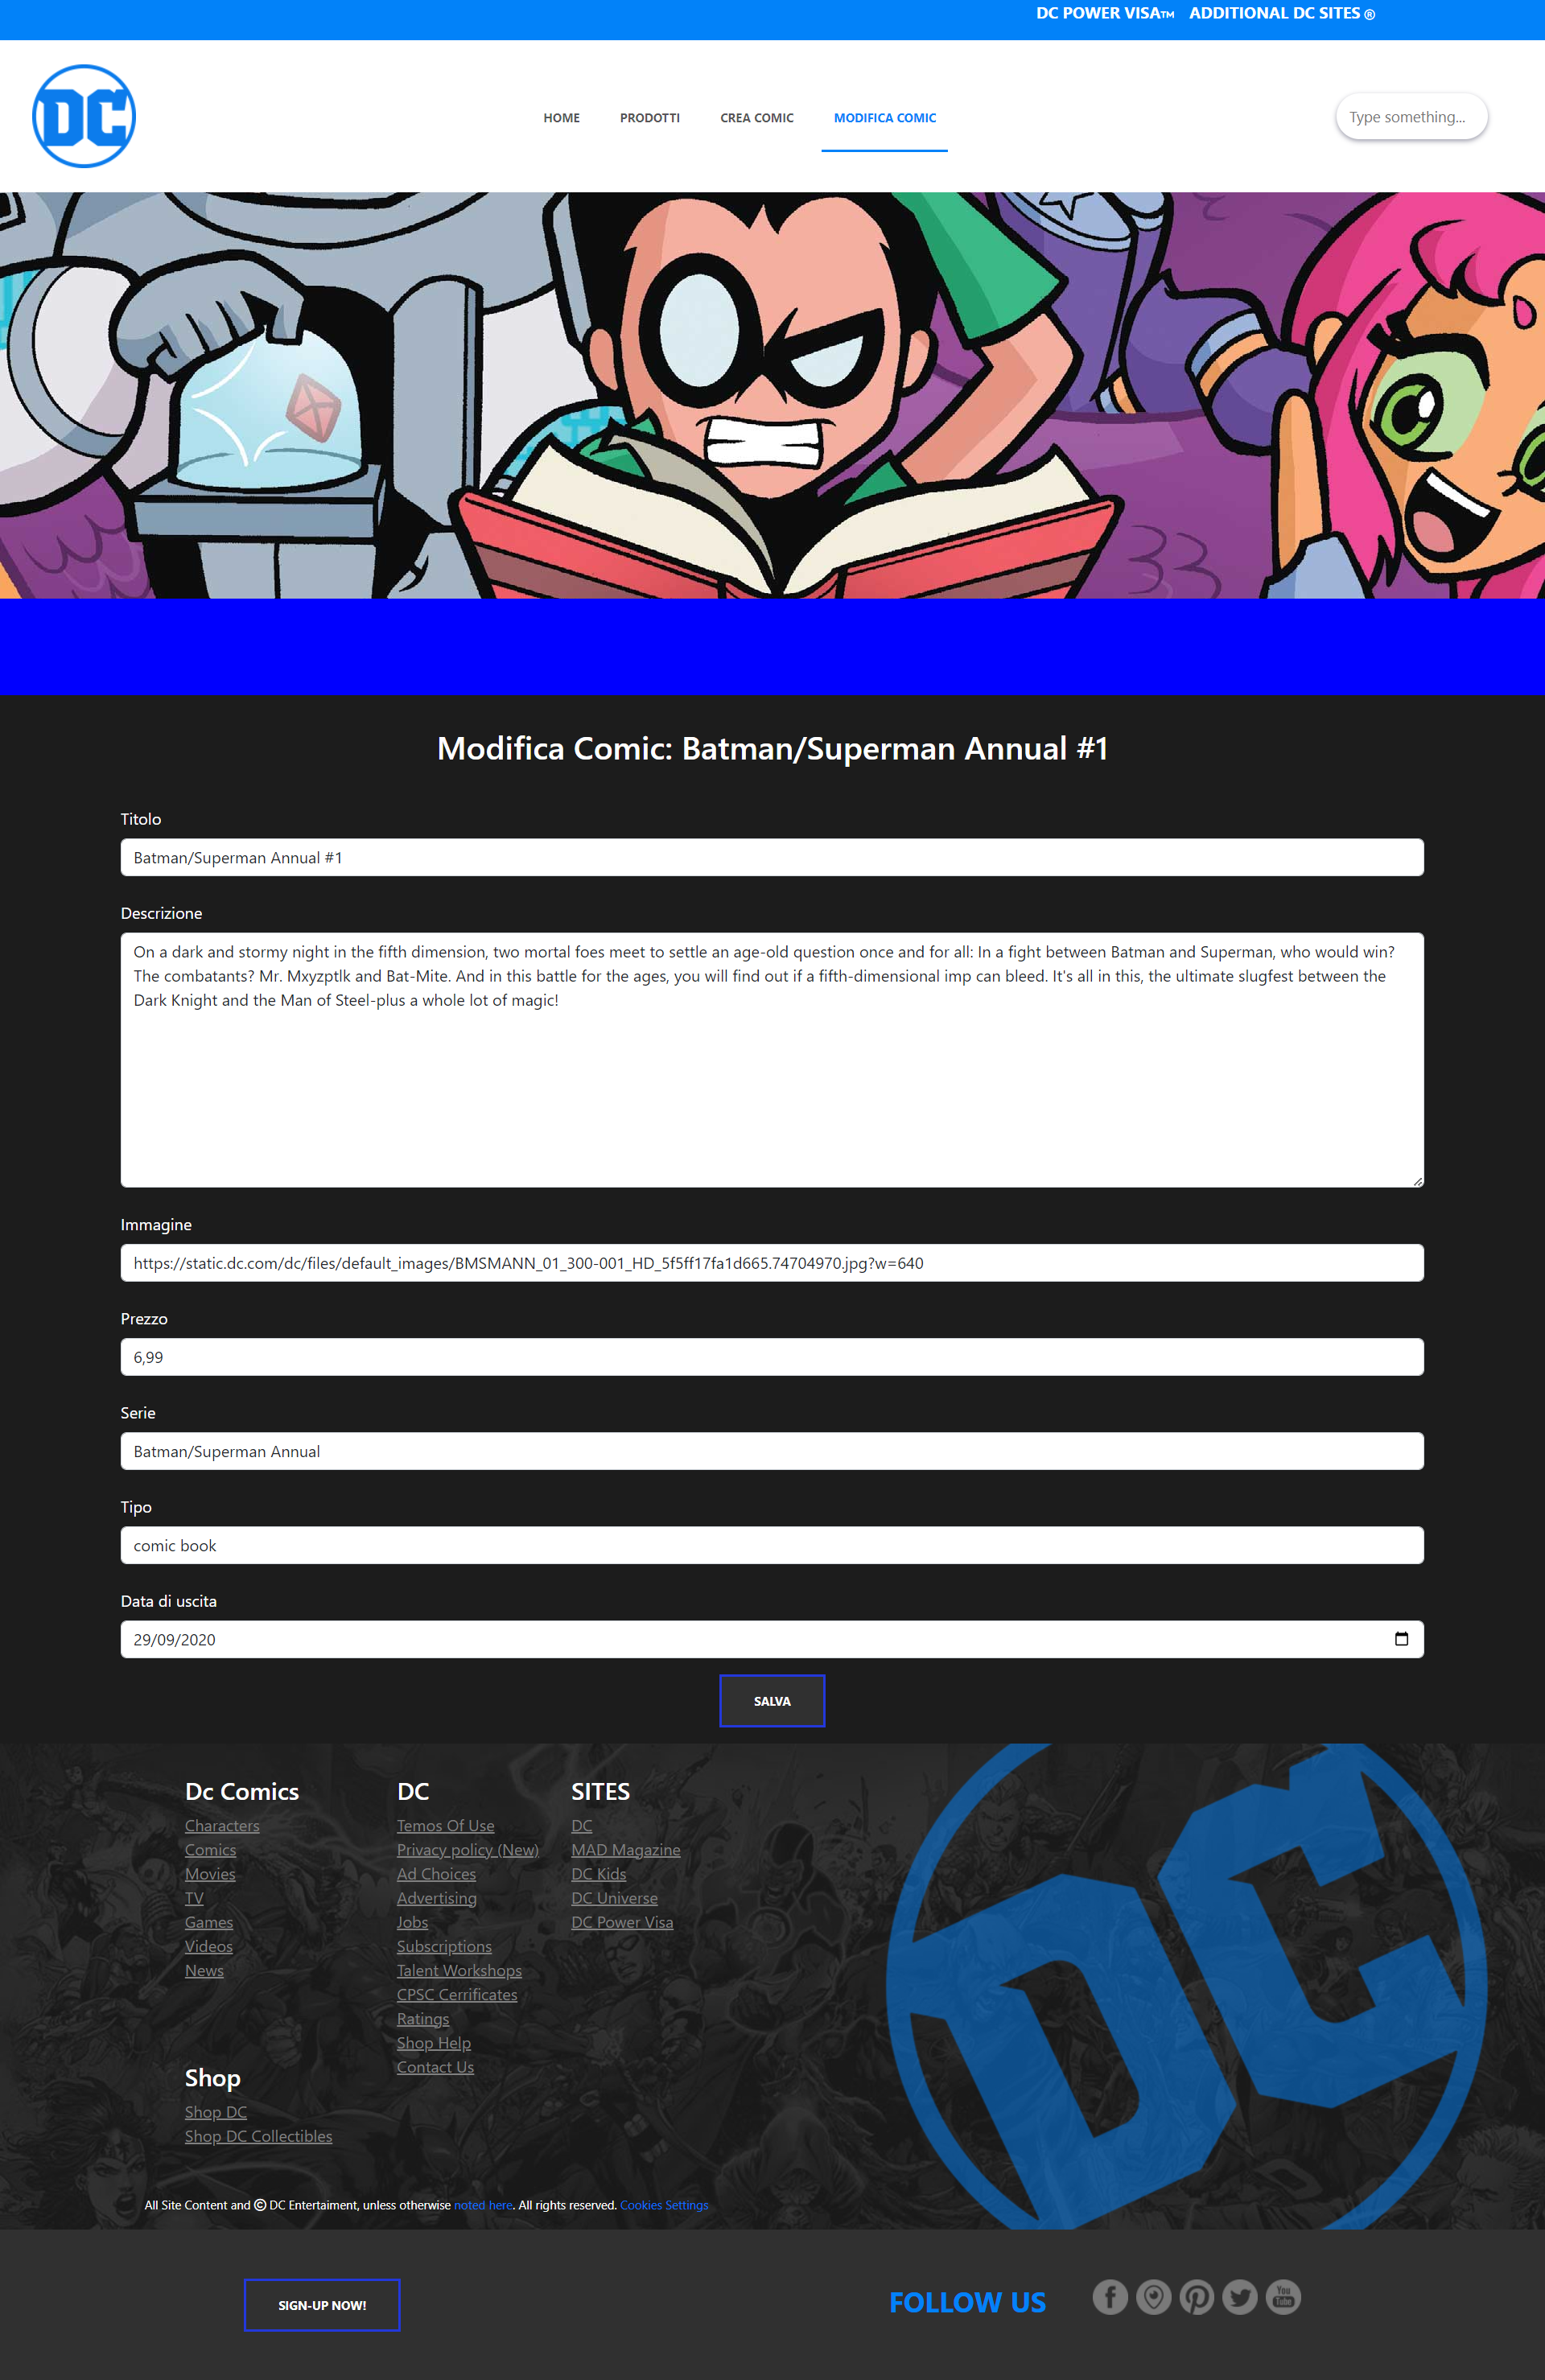 DC POWER VISA™ ADDITIONAL DC SITES ®
DC
HOME PRODOTTI CREA COMIC MODIFICA COMIC
Type something...
Modifica Comic: Batman/Superman Annual #1
Titolo
Batman/Superman Annual #1
Descrizione
On a dark and stormy night in the fifth dimension, two mortal foes meet to settle an age-old question once and for all: In a fight between Batman and Superman, who would win?
The combatants? Mr. Mxyzptlk and Bat-Mite. And in this battle for the ages, you will find out if a fifth-dimensional imp can bleed. It's all in this, the ultimate slugfest between the
Dark Knight and the Man of Steel-plus a whole lot of magic!
Immagine
https://static.dc.com/dc/files/default_images/BMSMANN_01_300-001_HD_5f5ff17fa1d665.74704970.jpg?w=640
Prezzo
6,99
Serie
Batman/Superman Annual
Tipo
comic book
Data di uscita
29/09/2020
SALVA
Dc Comics
Characters
Comics
Movies
TV
Games
Videos
News
Shop
Shop DC
Shop DC Collectibles
DC
Temos Of Use
Privacy policy (New)
Ad Choices
Advertising
Jobs
Subscriptions
Talent Workshops
CPSC Cerrificates
Ratings
Shop Help
Contact Us
SITES
DC
MAD Magazine
DC Kids
DC Universe
DC Power Visa
DC
All Site Content and © DC Entertaiment, unless otherwise noted here. All rights reserved. Cookies Settings
SIGN-UP NOW!
FOLLOW US
You
Tube